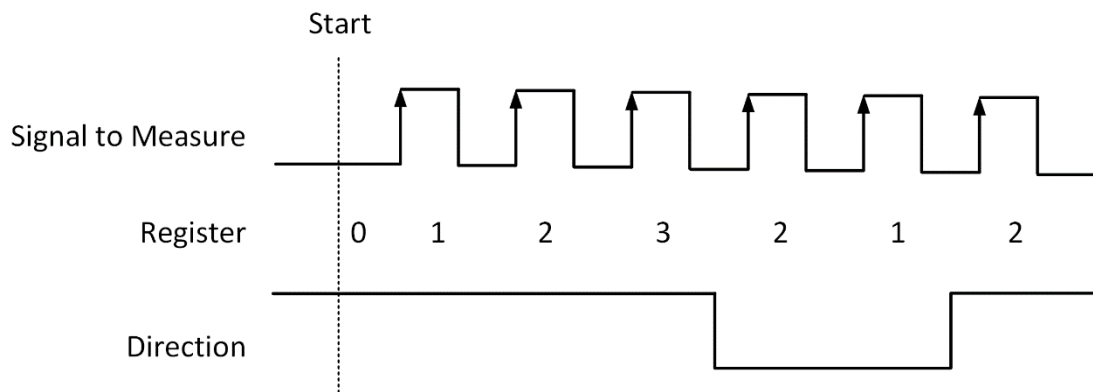 Start
Signal to Measure
Register 0 1 2 3 2 1 2
Direction